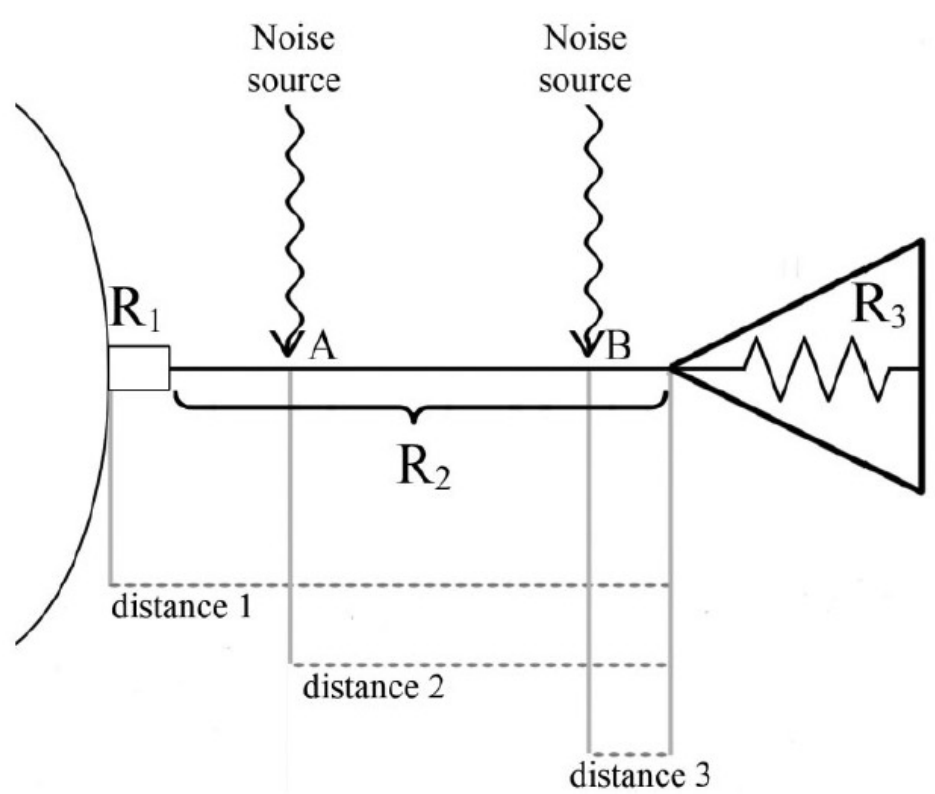 Noise
source
Noise
source
R₁
A
B
R₃
R₂
distance 1
distance 2
distance 3